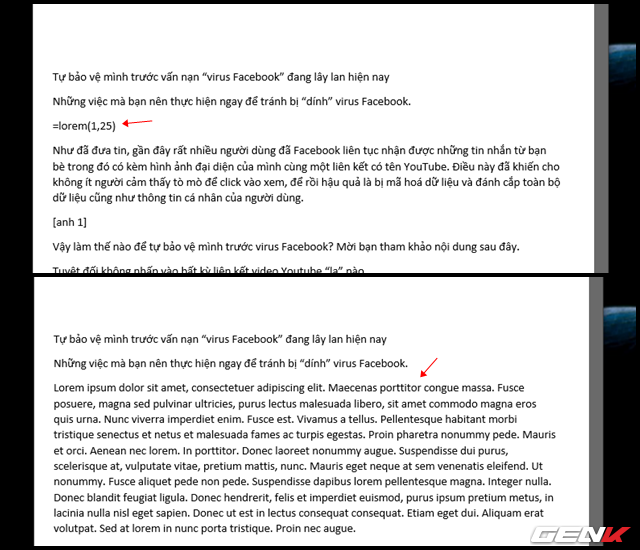 Tự bảo vệ mình trước vấn nạn “virus Facebook” đang lây lan hiện nay
Những việc mà bạn nên thực hiện ngay để tránh bị “dính” virus Facebook.
=lorem(1,25)
Như đã đưa tin, gần đây rất nhiều người dùng đã Facebook liên tục nhận được những tin nhắn từ bạn
bè trong đó có kèm hình ảnh đại diện của mình cùng một liên kết có tên YouTube. Điều này đã khiến cho
không ít người cảm thấy tò mò để click vào xem, để rồi hậu quả là bị mã hoá dữ liệu và đánh cắp toàn bộ
dữ liệu cũng như thông tin cá nhân của người dùng.
[anh 1]
Vậy làm thế nào để tự bảo vệ mình trước virus Facebook? Mời bạn tham khảo nội dung sau đây.
Tuyệt đối không nhấn vào bất kỳ liên kết video Youtube “lạ” nào
Tự bảo vệ mình trước vấn nạn “virus Facebook” đang lây lan hiện nay
Những việc mà bạn nên thực hiện ngay để tránh bị “dính” virus Facebook.
Lorem ipsum dolor sit amet, consectetuer adipiscing elit. Maecenas porttitor congue massa. Fusce
posuere, magna sed pulvinar ultricies, purus lectus malesuada libero, sit amet commodo magna eros
quis urna. Nunc viverra imperdiet enim. Fusce est. Vivamus a tellus. Pellentesque habitant morbi
tristique senectus et netus et malesuada fames ac turpis egestas. Proin pharetra nonummy pede. Mauris
et orci. Aenean nec lorem. In porttitor. Donec laoreet nonummy augue. Suspendisse dui purus,
scelerisque at, vulputate vitae, pretium mattis, nunc. Mauris eget neque at sem venenatis eleifend. Ut
nonummy. Fusce aliquet pede non pede. Suspendisse dapibus lorem pellentesque magna. Integer nulla.
Donec blandit feugiat ligula. Donec hendrerit, felis et imperdiet euismod, purus ipsum pretium metus, in
lacinia nulla nisl eget sapien. Donec ut est in lectus consequat consequat. Etiam eget dui. Aliquam erat
volutpat. Sed at lorem in nunc porta tristique. Proin nec augue.
GENK